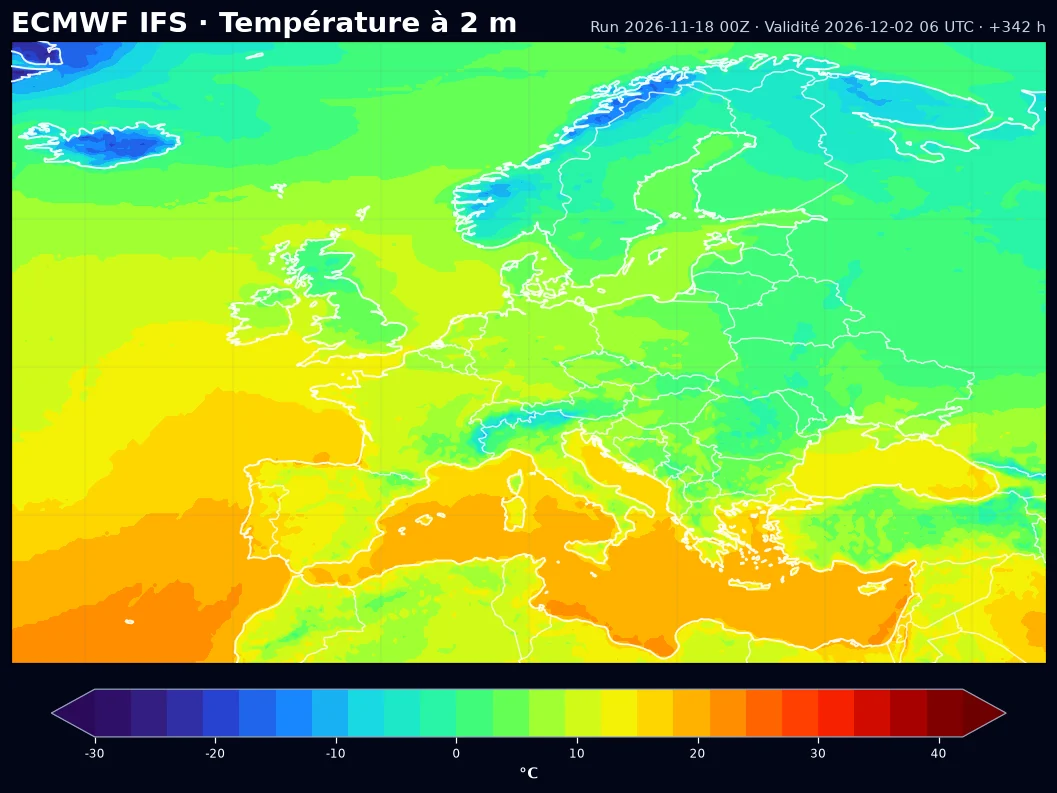 ECMWF IFS · Température à 2 m
Run 2026-11-18 00Z · Validité 2026-12-02 06 UTC · +342 h
-30 -20 -10 0 10 20 30 40
°C